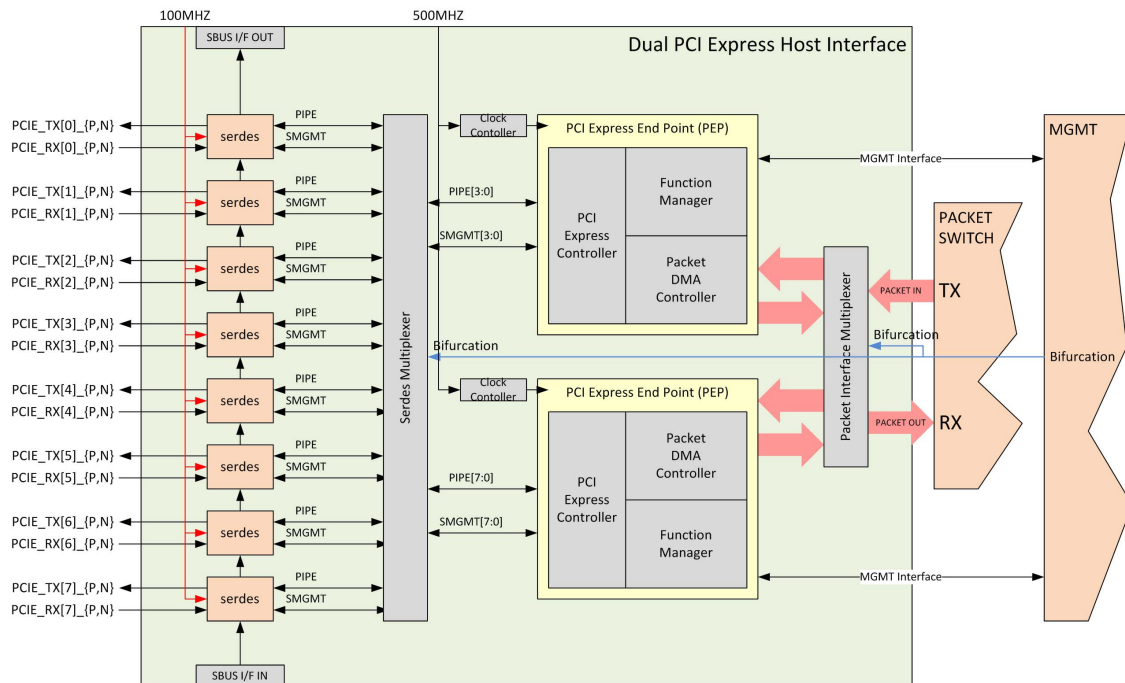 100MHZ
500MHZ
SBUS I/F OUT
Dual PCI Express Host Interface
PCIE_TX[0]_{P,N}
PCIE_RX[0]_{P,N}
serdes
PIPE
SMGMT
PCIE_TX[1]_{P,N}
PCIE_RX[1]_{P,N}
serdes
PIPE
SMGMT
PCIE_TX[2]_{P,N}
PCIE_RX[2]_{P,N}
serdes
PIPE
SMGMT
PCIE_TX[3]_{P,N}
PCIE_RX[3]_{P,N}
serdes
PIPE
SMGMT
PCIE_TX[4]_{P,N}
PCIE_RX[4]_{P,N}
serdes
PIPE
SMGMT
PCIE_TX[5]_{P,N}
PCIE_RX[5]_{P,N}
serdes
PIPE
SMGMT
PCIE_TX[6]_{P,N}
PCIE_RX[6]_{P,N}
serdes
PIPE
SMGMT
PCIE_TX[7]_{P,N}
PCIE_RX[7]_{P,N}
serdes
PIPE
SMGMT
SBUS I/F IN
Serdes Multiplexer
Clock
Contoller
PCI Express End Point (PEP)
PIPE[3:0]
SMGMT[3:0]
PCI
Express
Controller
Function
Manager
Packet
DMA
Controller
Bifurcation
Clock
Contoller
PCI Express End Point (PEP)
PIPE[7:0]
SMGMT[7:0]
PCI
Express
Controller
Packet
DMA
Controller
Function
Manager
Packet Interface Multiplexer
MGMT Interface
PACKET IN
Bifurcation
PACKET OUT
MGMT Interface
PACKET
SWITCH
TX
RX
MGMT
Bifurcation